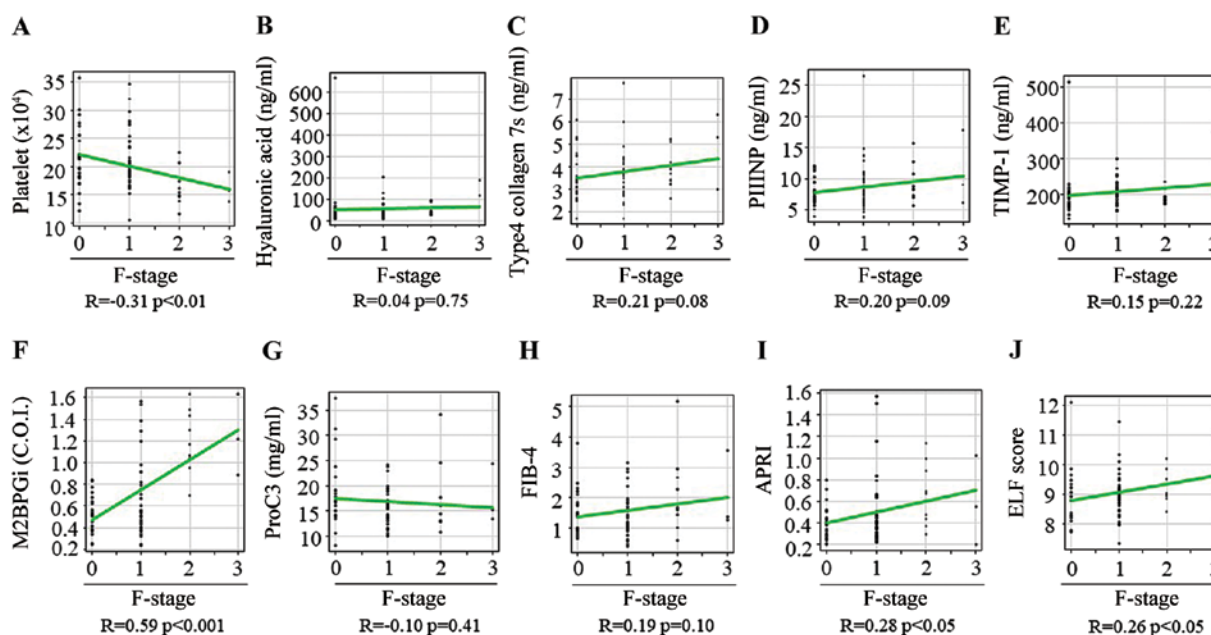 A
Platelet (x10⁴)
35
30
25
20
15
10
0 1 2 3
F-stage
R=-0.31 p<0.01
B
Hyaluronic acid (ng/ml)
600
500
400
300
200
100
0
0 1 2 3
F-stage
R=0.04 p=0.75
C
Type4 collagen 7s (ng/ml)
7
6
5
4
3
2
0 1 2 3
F-stage
R=0.21 p=0.08
D
PIIINP (ng/ml)
25
20
15
10
5
0 1 2 3
F-stage
R=0.20 p=0.09
E
TIMP-1 (ng/ml)
500
400
300
200
0 1 2 3
F-stage
R=0.15 p=0.22
F
M2BPGi (C.O.I.)
1.6
1.4
1.2
1.0
0.8
0.6
0.4
0.2
0 1 2 3
F-stage
R=0.59 p<0.001
G
ProC3 (mg/ml)
35
30
25
20
15
10
0 1 2 3
F-stage
R=-0.10 p=0.41
H
FIB-4
5
4
3
2
1
0 1 2 3
F-stage
R=0.19 p=0.10
I
APRI
1.6
1.4
1.2
1.0
0.8
0.6
0.4
0.2
0 1 2 3
F-stage
R=0.28 p<0.05
J
ELF score
12
11
10
9
8
0 1 2 3
F-stage
R=0.26 p<0.05